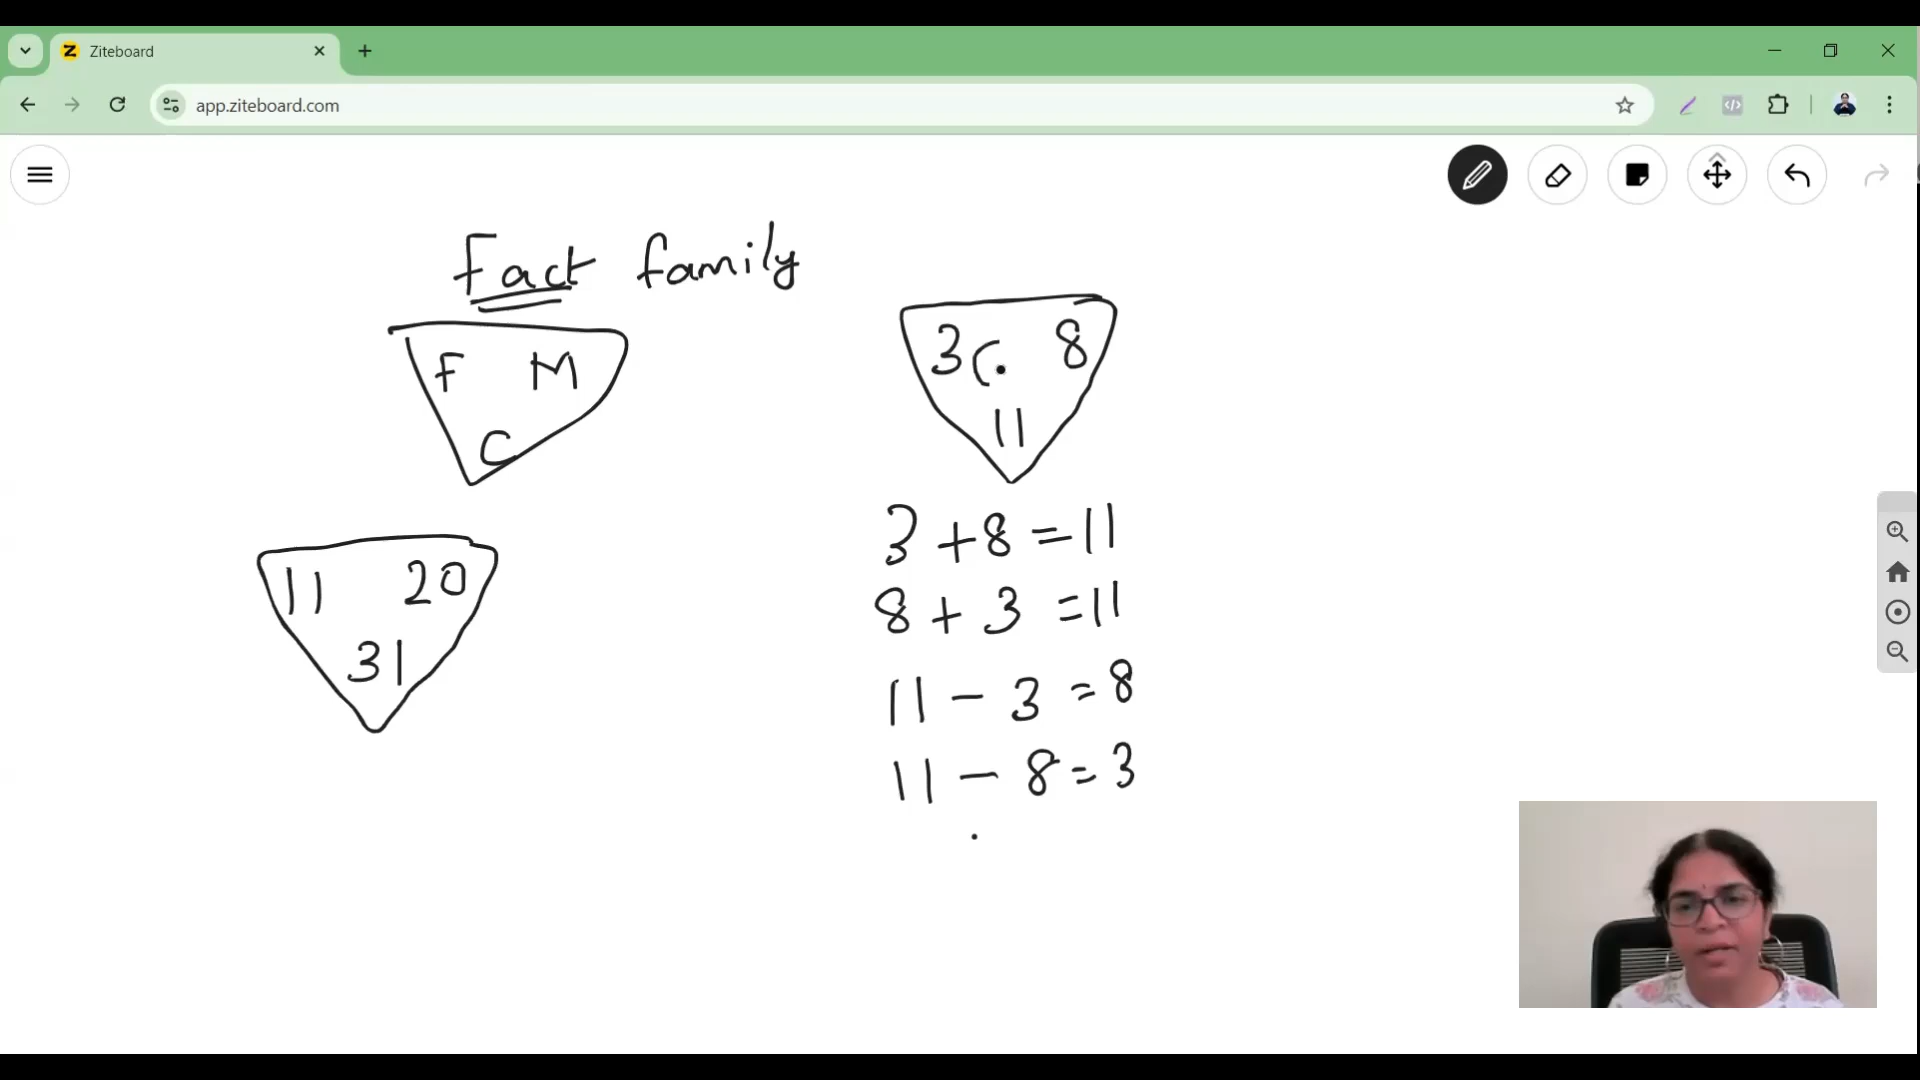 Ziteboard
app.ziteboard.com
Fact family
F M
C
3 8
11
11 20
31
3 + 8 = 11
8 + 3 = 11
11 - 3 = 8
11 - 8 = 3